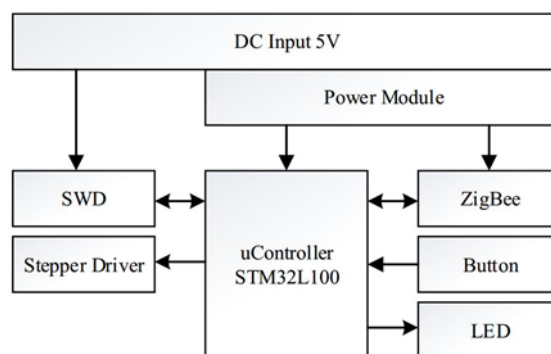 DC Input 5V
Power Module
SWD
ZigBee
uController
STM32L100
Stepper Driver
Button
LED